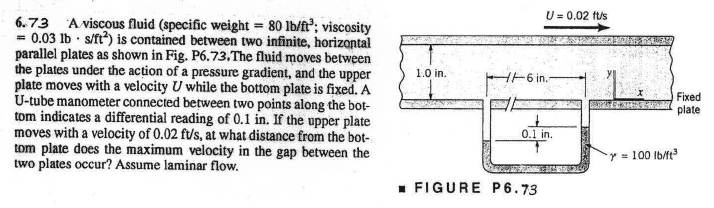 6.73 A viscous fluid (specific weight = 80 lb/ft³; viscosity
= 0.03 lb · s/ft²) is contained between two infinite, horizontal
parallel plates as shown in Fig. P6.73. The fluid moves between
the plates under the action of a pressure gradient, and the upper
plate moves with a velocity U while the bottom plate is fixed. A
U-tube manometer connected between two points along the bot-
tom indicates a differential reading of 0.1 in. If the upper plate
moves with a velocity of 0.02 ft/s, at what distance from the bot-
tom plate does the maximum velocity in the gap between the
two plates occur? Assume laminar flow.
U = 0.02 ft/s
1.0 in.
6 in.
y
x
Fixed
plate
0.1 in.
γ = 100 lb/ft³
■ FIGURE P6.73